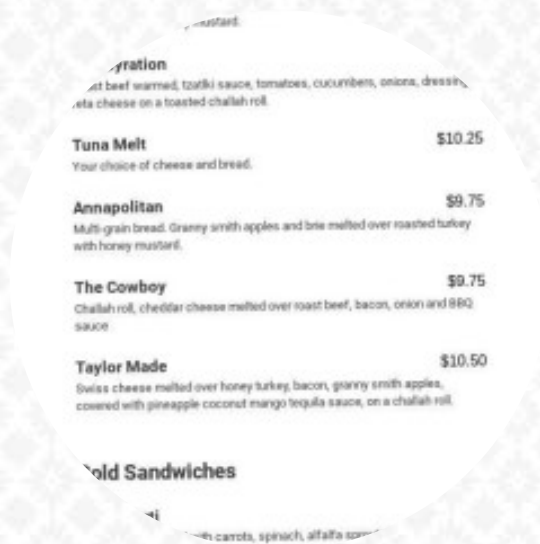 mustard.
yration
st beef warmed, tzatiki sauce, tomatoes, cucumbers, onions, dressing
eta cheese on a toasted challah roll.
Tuna Melt $10.25
Your choice of cheese and bread.
Annapolitan $9.75
Multi-grain bread. Granny smith apples and brie melted over roasted turkey
with honey mustard.
The Cowboy $9.75
Challah roll, cheddar cheese melted over roast beef, bacon, onion and BBQ
sauce
Taylor Made $10.50
Swiss cheese melted over honey turkey, bacon, granny smith apples,
covered with pineapple coconut mango tequila sauce, on a challah roll.
old Sandwiches
carrots, spinach, alfalfa